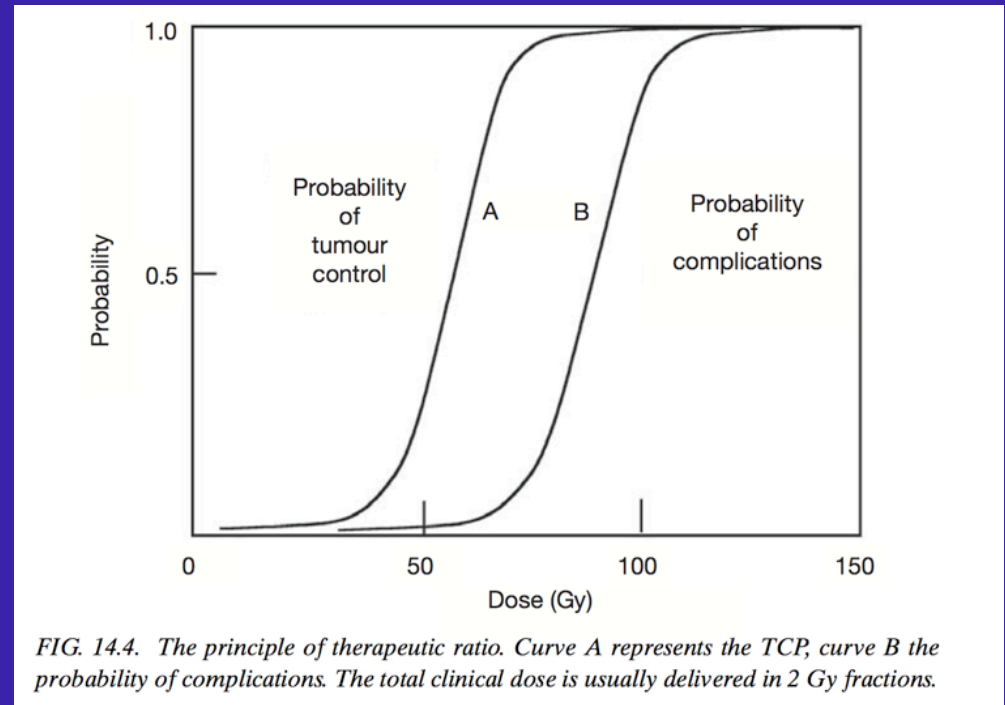 1.0
Probability
of
tumour
control
A
B
Probability
of
complications
0.5
Probability
0
50
100
150
Dose (Gy)
FIG. 14.4. The principle of therapeutic ratio. Curve A represents the TCP, curve B the
probability of complications. The total clinical dose is usually delivered in 2 Gy fractions.